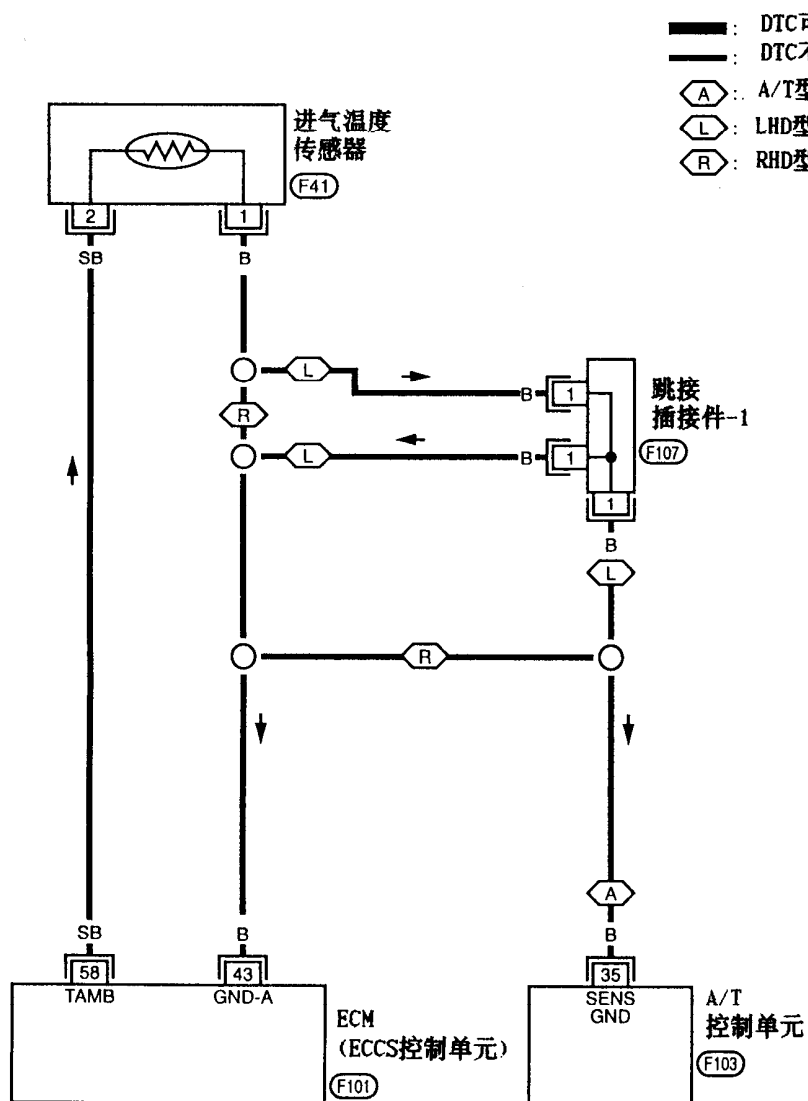 : DTC可
: DTC不
A : A/T型
L : LHD型
R : RHD型
进气温度
传感器
F41
2 1
SB B
L
B 1
跳接
插接件-1
R
L
B 1
F107
1
B
L
R
A
SB B B
58 43 35
TAMB GND-A SENS
GND
A/T
控制单元
ECM
(ECCS控制单元)
F103
F101